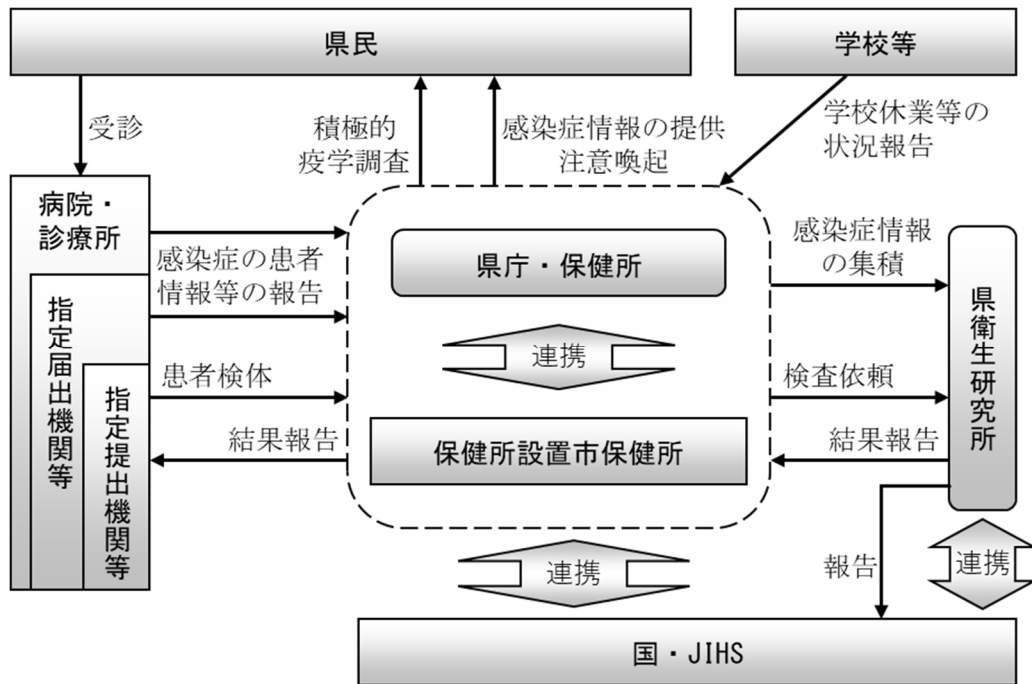 県民
学校等
受診
積極的
疫学調査
感染症情報の提供
注意喚起
学校休業等の
状況報告
病院・
診療所
感染症の患者
情報等の報告
県庁・保健所
感染症情報
の集積
指定届出機関等
連携
県衛生研究所
患者検体
検査依頼
指定提出機関等
結果報告
保健所設置市保健所
結果報告
連携
報告
連携
国・JIHS